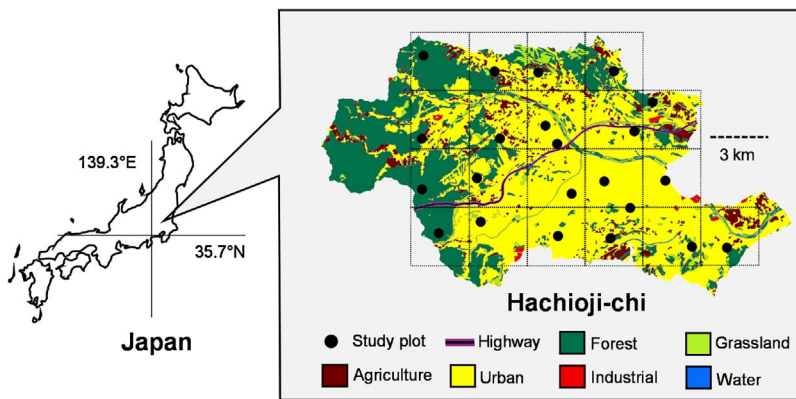 139.3°E
35.7°N
Japan
3 km
Hachioji-chi
Study plot
Highway
Forest
Grassland
Agriculture
Urban
Industrial
Water